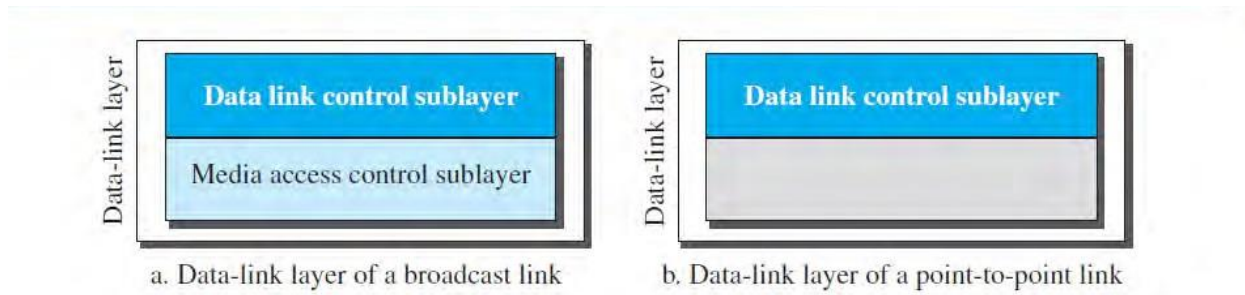 Data-link layer
Data link control sublayer
Media access control sublayer
a. Data-link layer of a broadcast link
Data-link layer
Data link control sublayer
b. Data-link layer of a point-to-point link